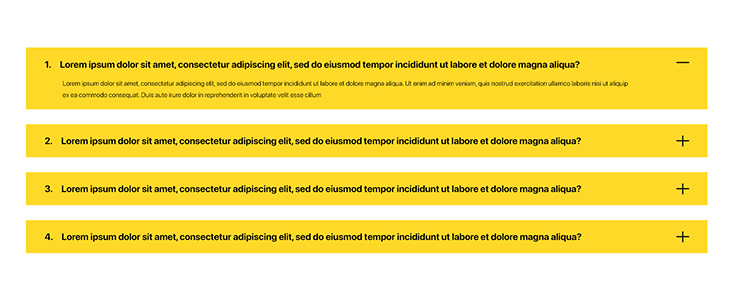 1. Lorem ipsum dolor sit amet, consectetur adipiscing elit, sed do eiusmod tempor incididunt ut labore et dolore magna aliqua?
Lorem ipsum dolor sit amet, consectetur adipiscing elit, sed do eiusmod tempor incididunt ut labore et dolore magna aliqua. Ut enim ad minim veniam, quis nostrud exercitation ullamco laboris nisi ut aliquip
ex ea commodo consequat. Duis aute irure dolor in reprehenderit in voluptate velit esse cillum
2. Lorem ipsum dolor sit amet, consectetur adipiscing elit, sed do eiusmod tempor incididunt ut labore et dolore magna aliqua?
3. Lorem ipsum dolor sit amet, consectetur adipiscing elit, sed do eiusmod tempor incididunt ut labore et dolore magna aliqua?
4. Lorem ipsum dolor sit amet, consectetur adipiscing elit, sed do eiusmod tempor incididunt ut labore et dolore magna aliqua?